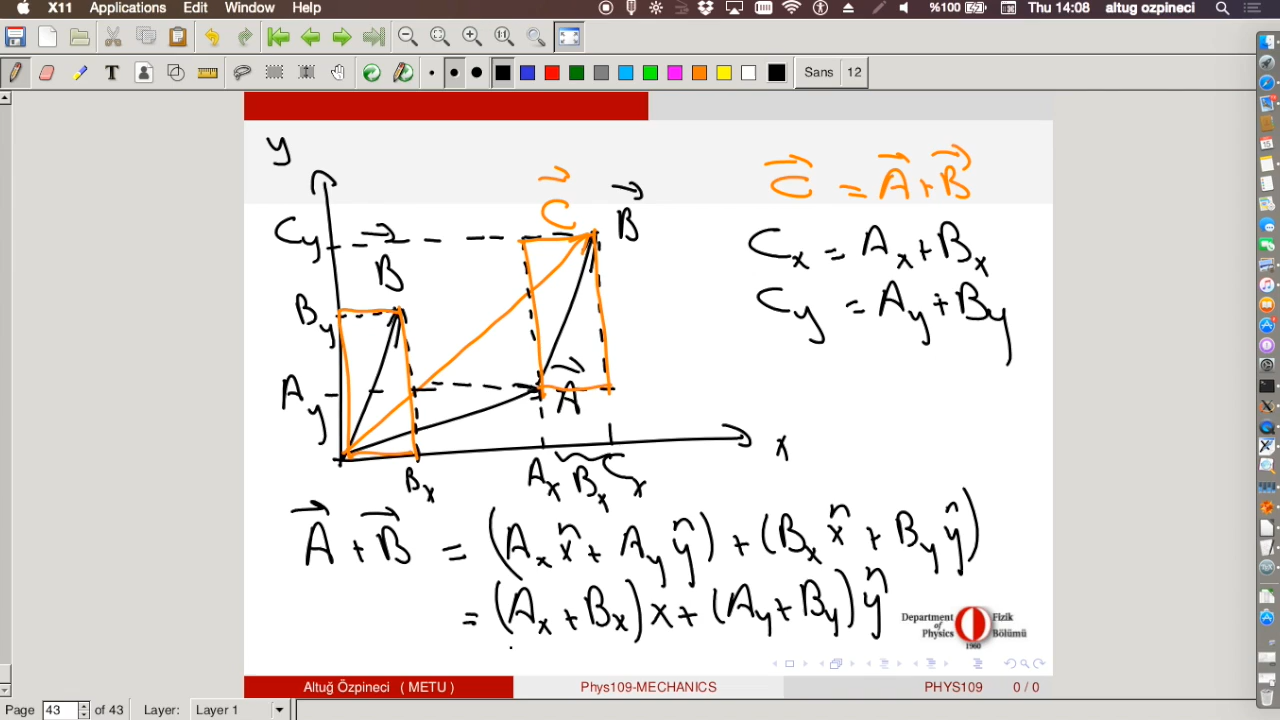 X11 Applications Edit Window Help %100 Thu 14:08 altug ozpineci
Sans 12
y
C⃗ = A⃗ + B⃗
C⃗
B⃗
Cy
B⃗
Cx = Ax + Bx
By
Cy = Ay + By
Ay
A⃗
x
Bx
Ax Bx Cx
A⃗ + B⃗ = (Ax x̂ + Ay ŷ) + (Bx x̂ + By ŷ)
= (Ax + Bx) x + (Ay + By) ŷ
Department of Physics 1960 Fizik Bölümü
Altuğ Özpineci ( METU ) Phys109-MECHANICS PHYS109 0 / 0
Page 43 of 43 Layer: Layer 1